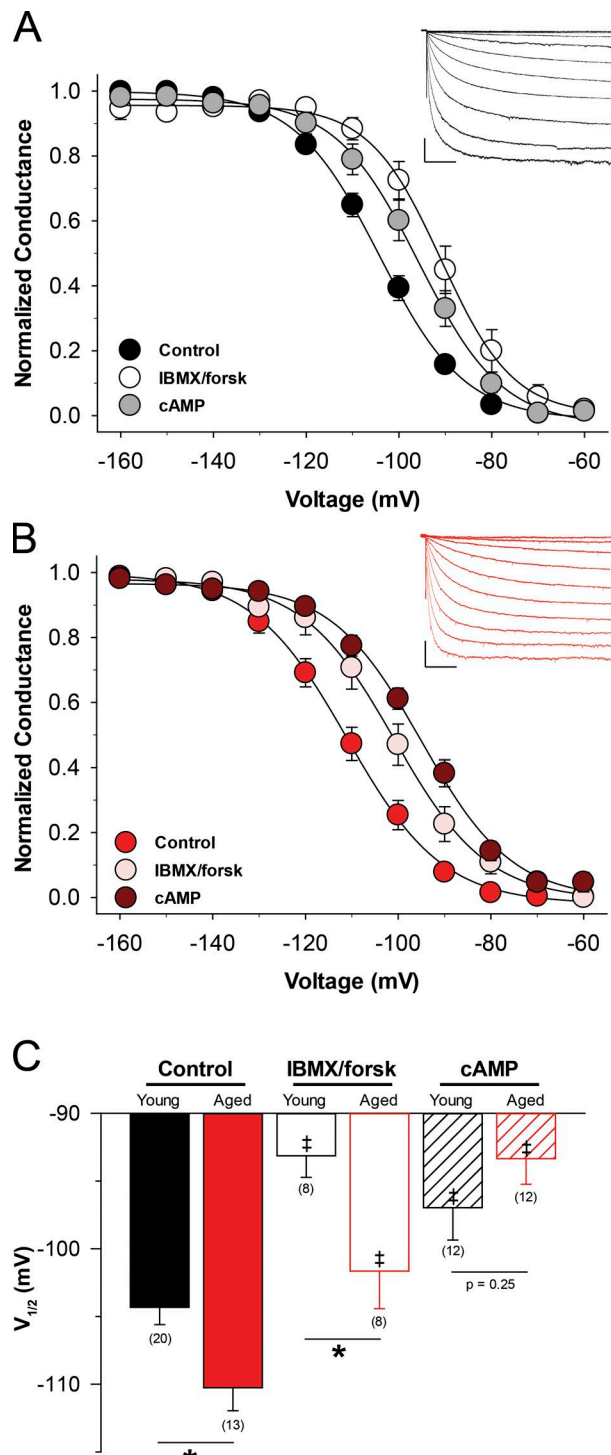 A
1.0
0.8
0.6
0.4
0.2
0.0
Normalized Conductance
Control
IBMX/forsk
cAMP
-160 -140 -120 -100 -80 -60
Voltage (mV)
B
1.0
0.8
0.6
0.4
0.2
0.0
Normalized Conductance
Control
IBMX/forsk
cAMP
-160 -140 -120 -100 -80 -60
Voltage (mV)
C
Control IBMX/forsk cAMP
Young Aged Young Aged Young Aged
-90
-100
-110
V1/2 (mV)
‡
(8)
‡
(12)
‡
(12)
‡
(8)
p = 0.25
(20)
*
(13)
*